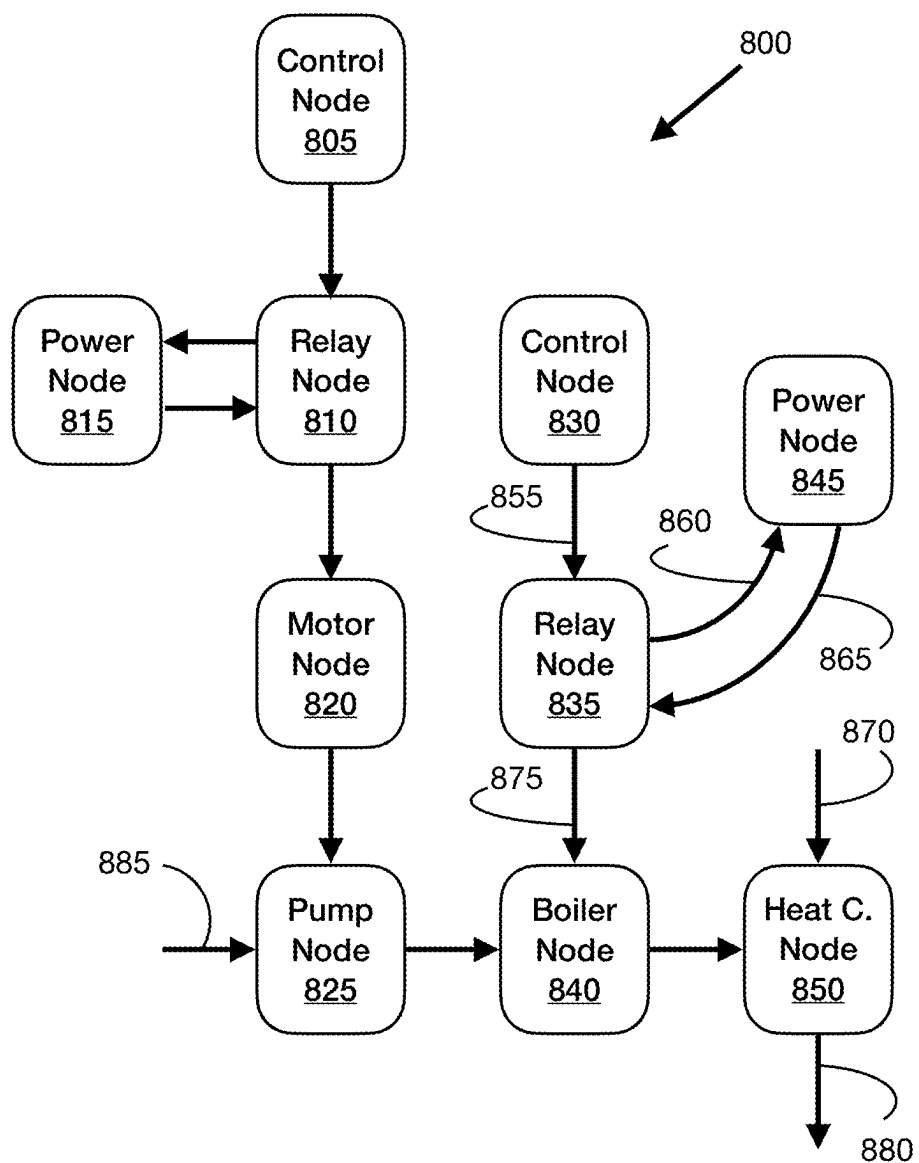 800
Control
Node
805
Power
Node
815
Relay
Node
810
Control
Node
830
Power
Node
845
855
860
865
Motor
Node
820
Relay
Node
835
870
875
885
Pump
Node
825
Boiler
Node
840
Heat C.
Node
850
880